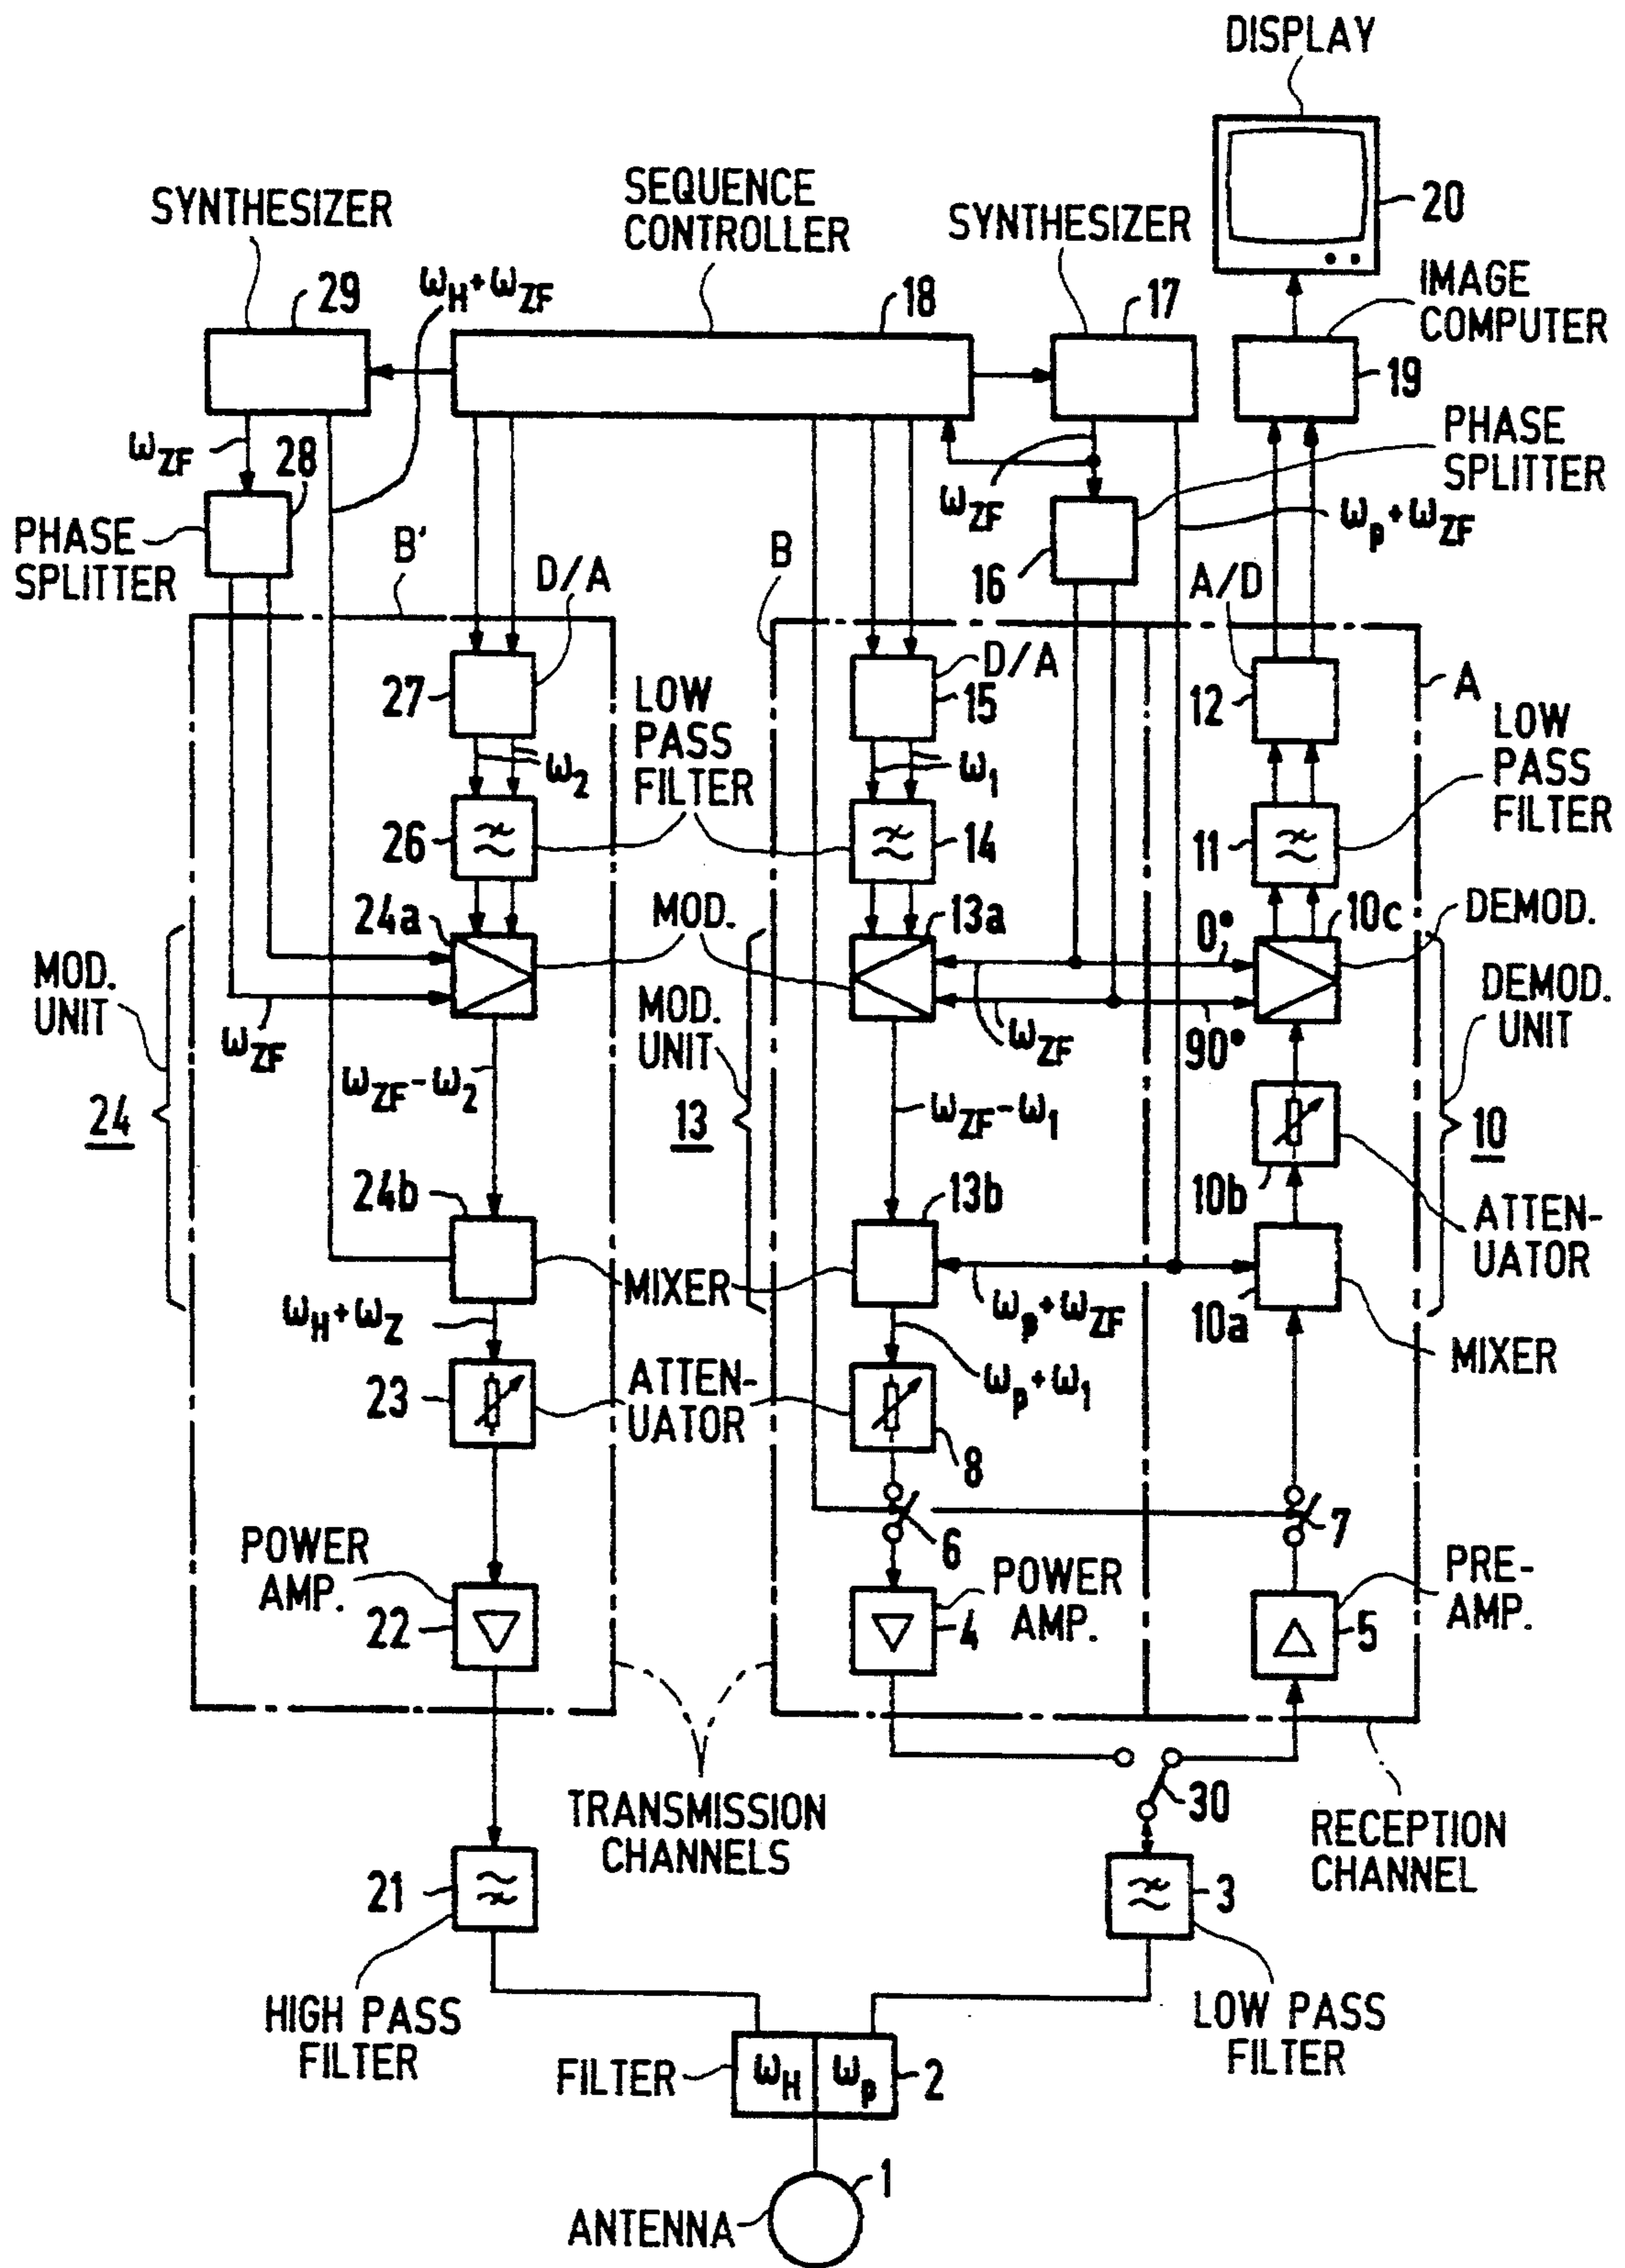 DISPLAY
20
SYNTHESIZER
SEQUENCE
CONTROLLER
SYNTHESIZER
IMAGE
COMPUTER
29
ωH+ωZF
18
17
19
ωZF
28
PHASE
SPLITTER
ωZF
ωp+ωZF
PHASE
SPLITTER
B'
D/A
B
16
A/D
27
LOW
PASS
FILTER
D/A
15
12
A
LOW
PASS
FILTER
ω2
ω1
26
14
11
24a
MOD.
13a
0°
10c
DEMOD.
MOD.
UNIT
MOD.
UNIT
DEMOD.
UNIT
ωZF
ωZF
90°
ωZF-ω2
ωZF-ω1
24
13
10
24b
13b
10b
ATTEN-
UATOR
MIXER
ωH+ωZ
ωp+ωZF
10a
MIXER
23
ATTEN-
UATOR
ωp+ω1
8
6
7
POWER
AMP.
22
POWER
AMP.
4
PRE-
AMP.
5
TRANSMISSION
CHANNELS
30
RECEPTION
CHANNEL
21
3
HIGH PASS
FILTER
LOW PASS
FILTER
FILTER
ωH
ωp
2
1
ANTENNA